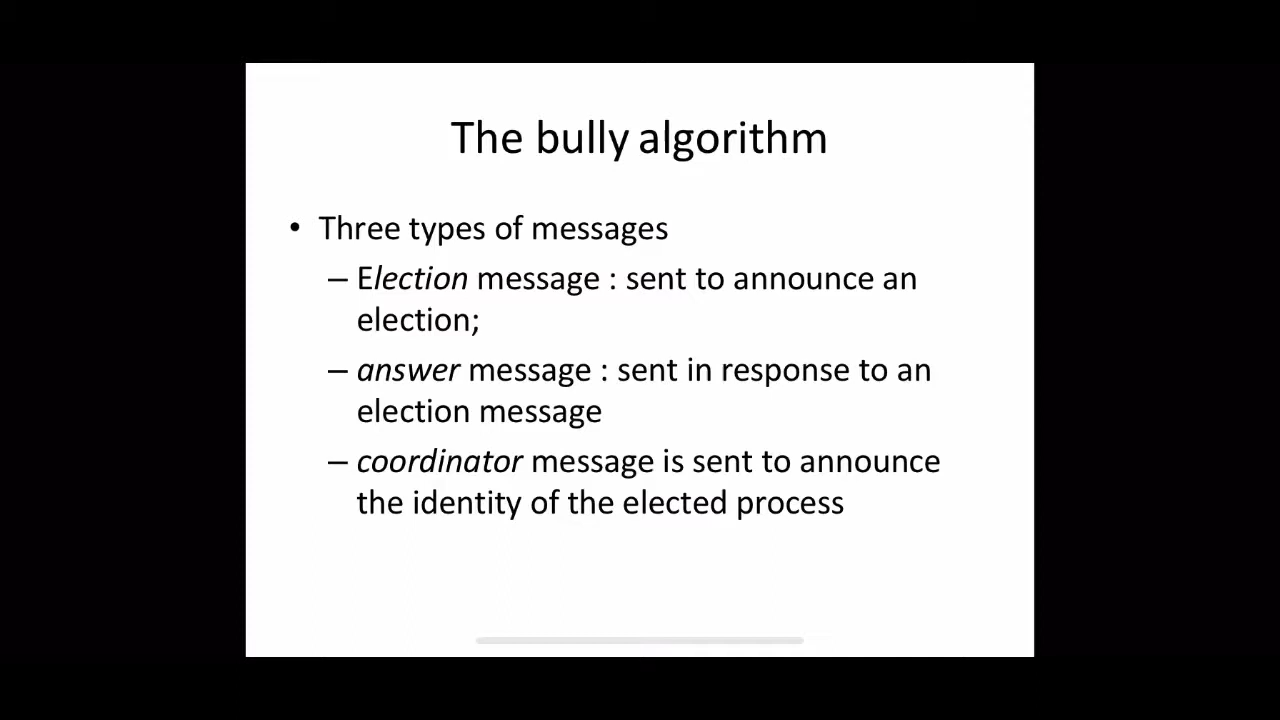 The bully algorithm
• Three types of messages
– Election message : sent to announce an
election;
– answer message : sent in response to an
election message
– coordinator message is sent to announce
the identity of the elected process